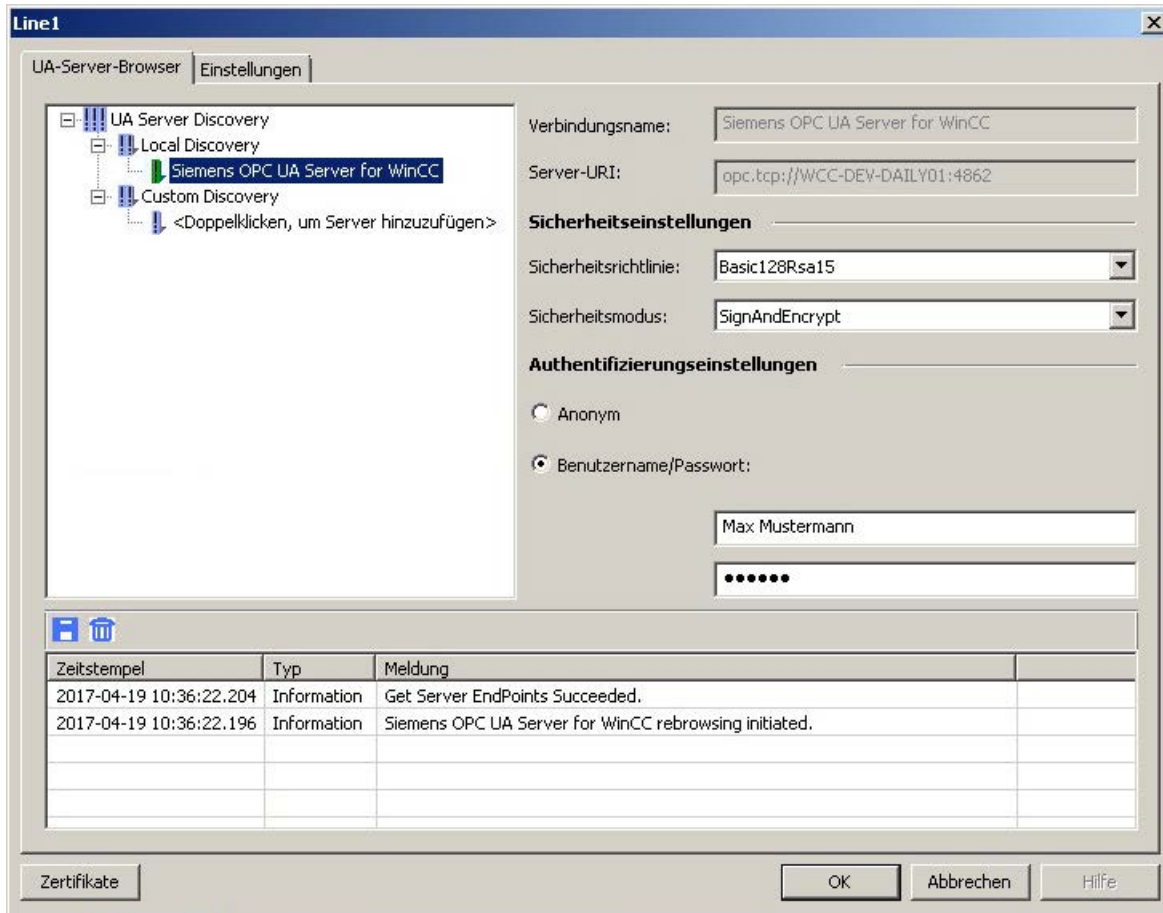 Line1
UA-Server-Browser
Einstellungen
UA Server Discovery
Local Discovery
Siemens OPC UA Server for WinCC
Custom Discovery
<Doppelklicken, um Server hinzuzufügen>
Verbindungsname:
Siemens OPC UA Server for WinCC
Server-URI:
opc.tcp://WCC-DEV-DAILY01:4862
Sicherheitseinstellungen
Sicherheitsrichtlinie:
Basic128Rsa15
Sicherheitsmodus:
SignAndEncrypt
Authentifizierungseinstellungen
Anonym
Benutzername/Passwort:
Max Mustermann
●●●●●●
Zeitstempel Typ Meldung
2017-04-19 10:36:22.204 Information Get Server EndPoints Succeeded.
2017-04-19 10:36:22.196 Information Siemens OPC UA Server for WinCC rebrowsing initiated.
Zertifikate OK Abbrechen Hilfe